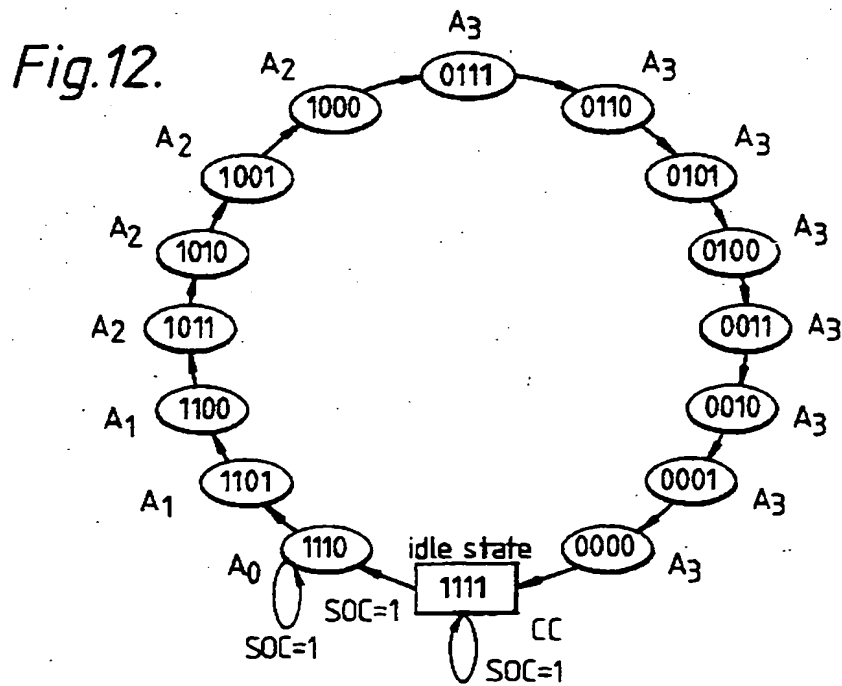 Fig.12.
A3
0111
A2
1000
A3
0110
A2
1001
A3
0101
A2
1010
A3
0100
A2
1011
0011
A3
A1
1100
0010
A3
A1
1101
0001
A3
A0
1110
idle state
1111
0000
A3
SOC=1
SOC=1
CC
SOC=1